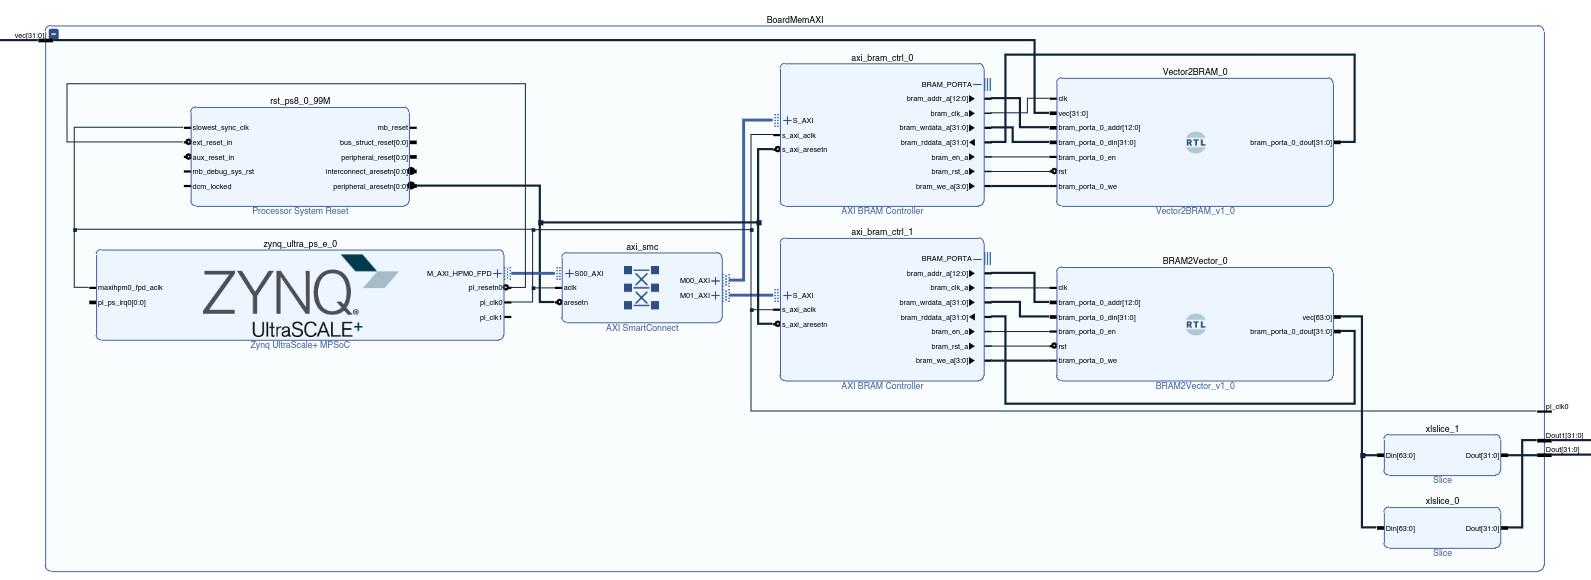 BoardMemAXI
vec[31:0]
rst_ps8_0_99M
slowest_sync_clk
ext_reset_in
aux_reset_in
mb_debug_sys_rst
dcm_locked
mb_reset
bus_struct_reset[0:0]
peripheral_reset[0:0]
interconnect_aresetn[0:0]
peripheral_aresetn[0:0]
Processor System Reset
zynq_ultra_ps_e_0
maxihpm0_fpd_aclk
pl_ps_irq0[0:0]
ZYNQ
UltraSCALE+
M_AXI_HPM0_FPD
pl_resetn0
pl_clk0
pl_clk1
Zynq UltraScale+ MPSoC
axi_smc
S00_AXI
aclk
aresetn
M00_AXI
M01_AXI
AXI SmartConnect
axi_bram_ctrl_0
S_AXI
s_axi_aclk
s_axi_aresetn
BRAM_PORTA
bram_addr_a[12:0]
bram_clk_a
bram_wrdata_a[31:0]
bram_rddata_a[31:0]
bram_en_a
bram_rst_a
bram_we_a[3:0]
AXI BRAM Controller
Vector2BRAM_0
clk
vec[31:0]
bram_porta_0_addr[12:0]
bram_porta_0_din[31:0]
bram_porta_0_en
rst
bram_porta_0_we
RTL
bram_porta_0_dout[31:0]
Vector2BRAM_v1_0
axi_bram_ctrl_1
S_AXI
s_axi_aclk
s_axi_aresetn
BRAM_PORTA
bram_addr_a[12:0]
bram_clk_a
bram_wrdata_a[31:0]
bram_rddata_a[31:0]
bram_en_a
bram_rst_a
bram_we_a[3:0]
AXI BRAM Controller
BRAM2Vector_0
clk
bram_porta_0_addr[12:0]
bram_porta_0_din[31:0]
bram_porta_0_en
rst
bram_porta_0_we
RTL
vec[63:0]
bram_porta_0_dout[31:0]
BRAM2Vector_v1_0
pl_clk0
Dout1[31:0]
Dout[31:0]
xlslice_1
Din[63:0]
Dout[31:0]
Slice
xlslice_0
Din[63:0]
Dout[31:0]
Slice